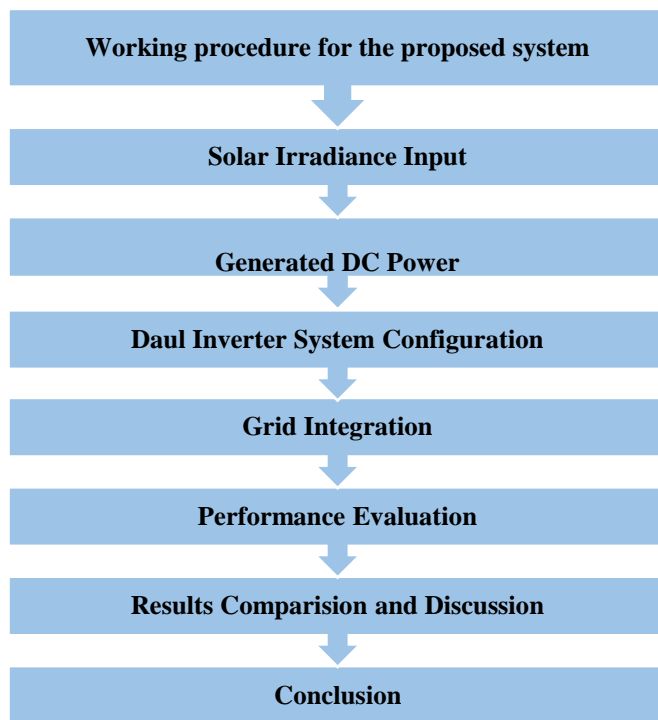 Working procedure for the proposed system
Solar Irradiance Input
Generated DC Power
Daul Inverter System Configuration
Grid Integration
Performance Evaluation
Results Comparision and Discussion
Conclusion